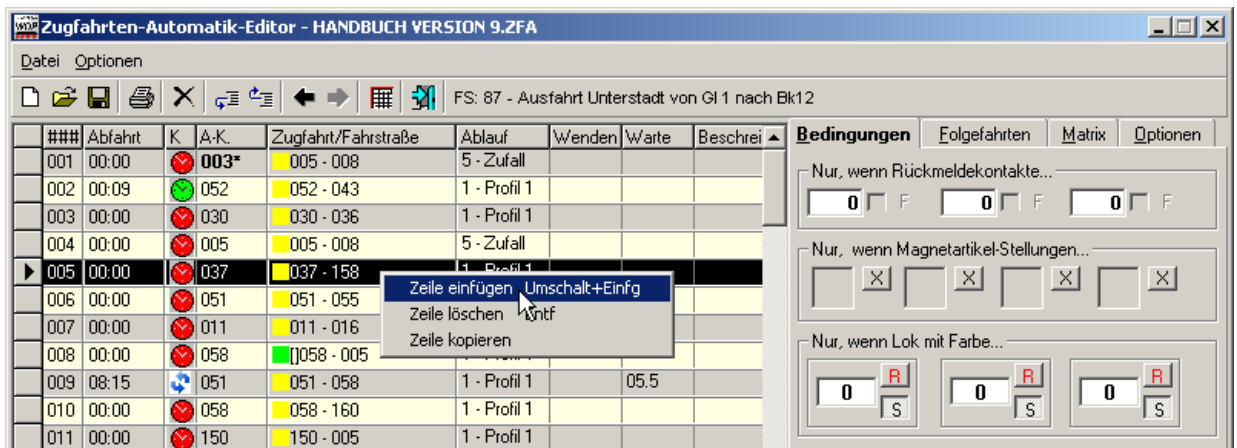 Zugfahrten-Automatik-Editor - HANDBUCH VERSION 9.ZFA
Datei Optionen
FS: 87 - Ausfahrt Unterstadt von Gl 1 nach Bk12
### Abfahrt K. A-K. Zugfahrt/Fahrstraße Ablauf Wenden Warte Beschrei
001 00:00 003* 005 - 008 5 - Zufall
002 00:09 052 052 - 043 1 - Profil 1
003 00:00 030 030 - 036 1 - Profil 1
004 00:00 005 005 - 008 5 - Zufall
005 00:00 037 037 - 158 1 - Profil 1
006 00:00 051 051 - 055
007 00:00 011 011 - 016
008 00:00 058 []058 - 005 1 - Profil 1
009 08:15 051 051 - 058 1 - Profil 1 05.5
010 00:00 058 058 - 160 1 - Profil 1
011 00:00 150 150 - 005 1 - Profil 1
Zeile einfügen Umschalt+Einfg
Zeile löschen Entf
Zeile kopieren
Bedingungen Folgefahrten Matrix Optionen
Nur, wenn Rückmeldekontakte...
0 F 0 F 0 F
Nur, wenn Magnetartikel-Stellungen...
X X X X
Nur, wenn Lok mit Farbe...
0 R S 0 R S 0 R S